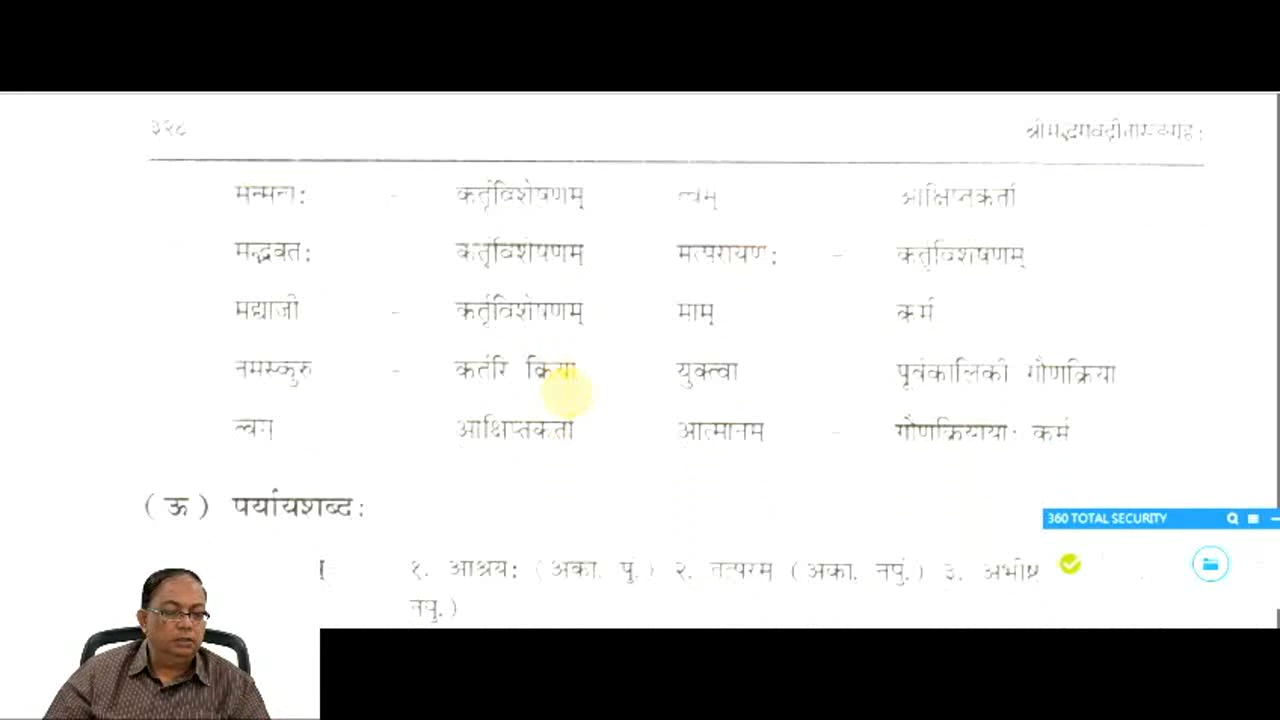 ३२८ श्रीमद्भगवद्गीतासङ्ग्रहः
मन्मनाः - कर्तृविशेषणम् त्वम् आक्षिप्तकर्ता
मद्भक्तः कर्तृविशेषणम् मत्परायणः - कर्तृविशेषणम्
मद्याजी - कर्तृविशेषणम् माम् कर्म
नमस्कुरु - कर्तरि क्रिया युक्त्वा पूर्वकालिकी गौणक्रिया
त्वम् आक्षिप्तकर्ता आत्मानम् - गौणक्रियायाः कर्म
(ऊ) पर्यायशब्दः
360 TOTAL SECURITY
१. आश्रयः (अका. पुं.) २. तत्परम् (अका. नपुं.) ३.
नपुं.)